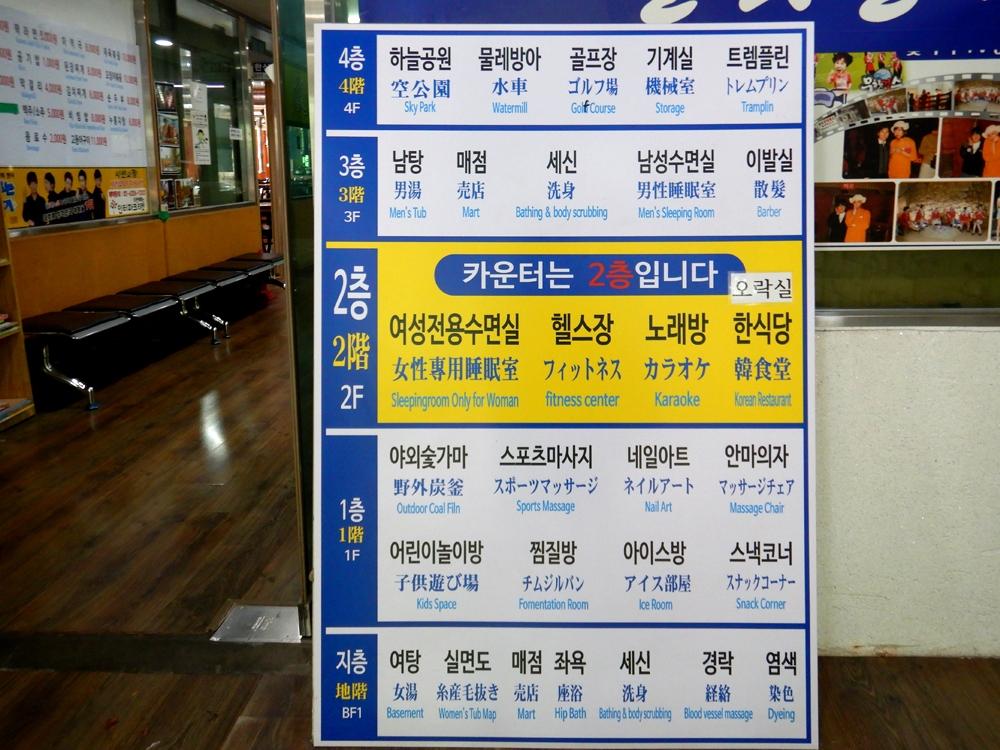 4층
4階
4F
하늘공원 물레방아 골프장 기계실 트템플린
空公園 水車 ゴルフ場 機械室 トレムプリン
Sky Park Watermill Golf Course Storage Tramplin
3층
3階
3F
남탕 매점 세신 남성수면실 이발실
男湯 売店 洗身 男性睡眠室 散髮
Men's Tub Mart Bathing & body scrubbing Men's Sleeping Room Barber
2층
2階
2F
카운터는 2층입니다
오락실
여성전용수면실 헬스장 노래방 한식당
女性専用睡眠室 フィットネス カラオケ 韓食堂
Sleepingroom Only for Woman fitness center Karaoke Korean Restaurant
1층
1階
1F
야외숯가마 스포츠마사지 네일아트 안마의자
野外炭釜 スポーツマッサージ ネイルアート マッサージチェア
Outdoor Coal Filn Sports Massage Nail Art Massage Chair
어린이놀이방 찜질방 아이스방 스낵코너
子供遊び場 チムジルバン アイス部屋 スナックコーナー
Kids Space Fomentation Room Ice Room Snack Corner
지층
地階
BF1
여탕 실면도 매점 좌욕 세신 경락 염색
女湯 糸産毛抜き 売店 座浴 洗身 経絡 染色
Basement Women's Tub Map Mart Hip Bath Bathing & body scrubbing Blood vessel massage Dyeing